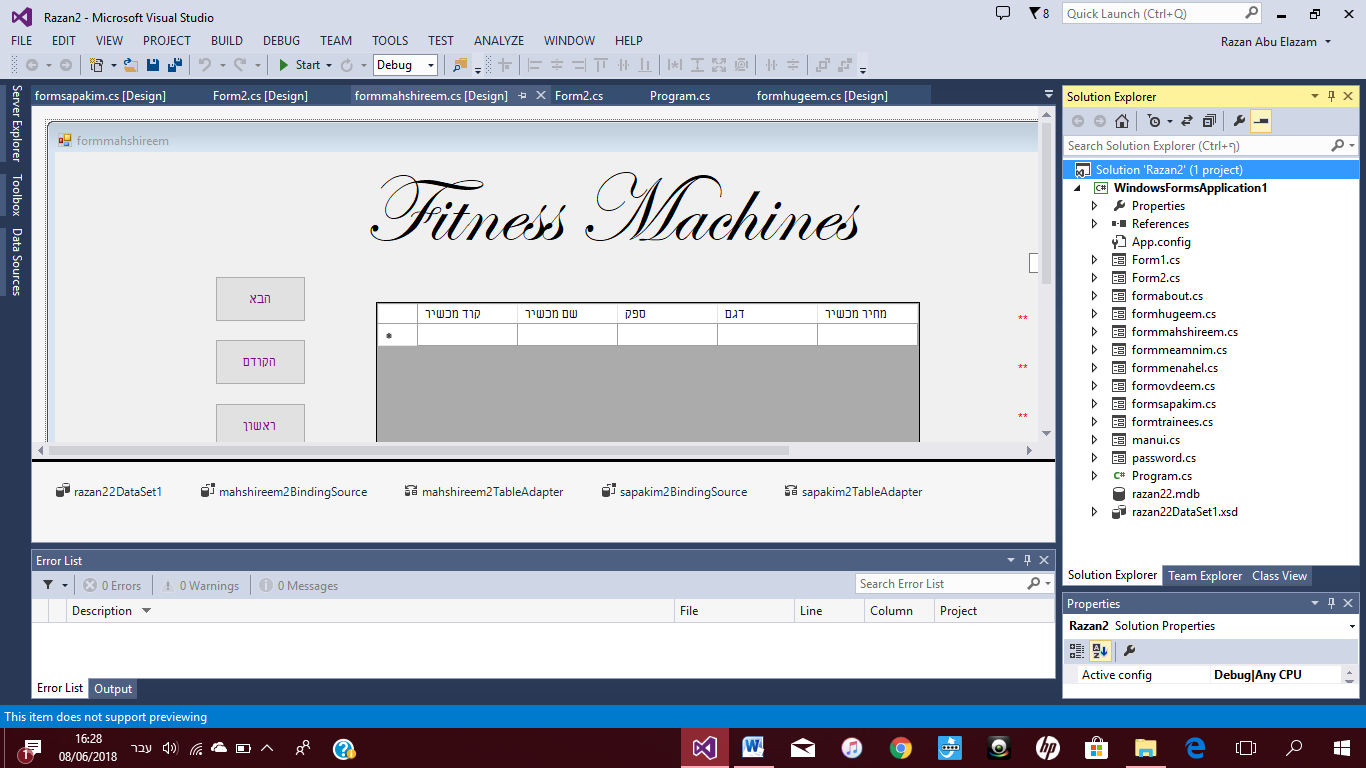 Razan2 - Microsoft Visual Studio
8
Quick Launch (Ctrl+Q)
FILE EDIT VIEW PROJECT BUILD DEBUG TEAM TOOLS TEST ANALYZE WINDOW HELP
Razan Abu Elazam
Start Debug
Server Explorer
Toolbox
Data Sources
formsapakim.cs [Design] Form2.cs [Design] formmahshireem.cs [Design] Form2.cs Program.cs formhugeem.cs [Design]
formmahshireem
Fitness Machines
הבא
הקודם
ראשון
קוד מכשיר שם מכשיר ספק דגם מחיר מכשיר
*
**
**
**
razan22DataSet1 mahshireem2BindingSource mahshireem2TableAdapter sapakim2BindingSource sapakim2TableAdapter
Error List
0 Errors 0 Warnings 0 Messages
Search Error List
Description File Line Column Project
Error List Output
Solution Explorer
Search Solution Explorer (Ctrl+ף)
Solution 'Razan2' (1 project)
C# WindowsFormsApplication1
Properties
References
App.config
Form1.cs
Form2.cs
formabout.cs
formhugeem.cs
formmahshireem.cs
formmeamnim.cs
formmenahel.cs
formovdeem.cs
formsapakim.cs
formtrainees.cs
manui.cs
password.cs
C# Program.cs
razan22.mdb
razan22DataSet1.xsd
Solution Explorer Team Explorer Class View
Properties
Razan2 Solution Properties
Active config Debug|Any CPU
This item does not support previewing
1
16:28
08/06/2018
עבר